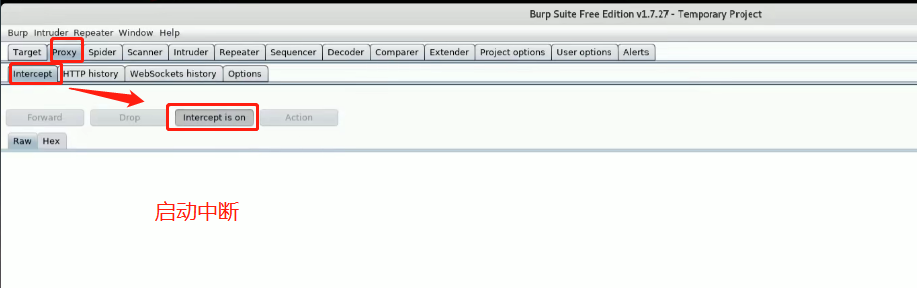 Burp Suite Free Edition v1.7.27 - Temporary Project
Burp Intruder Repeater Window Help
Target Proxy Spider Scanner Intruder Repeater Sequencer Decoder Comparer Extender Project options User options Alerts
Intercept HTTP history WebSockets history Options
Forward Drop Intercept is on Action
Raw Hex
启动中断